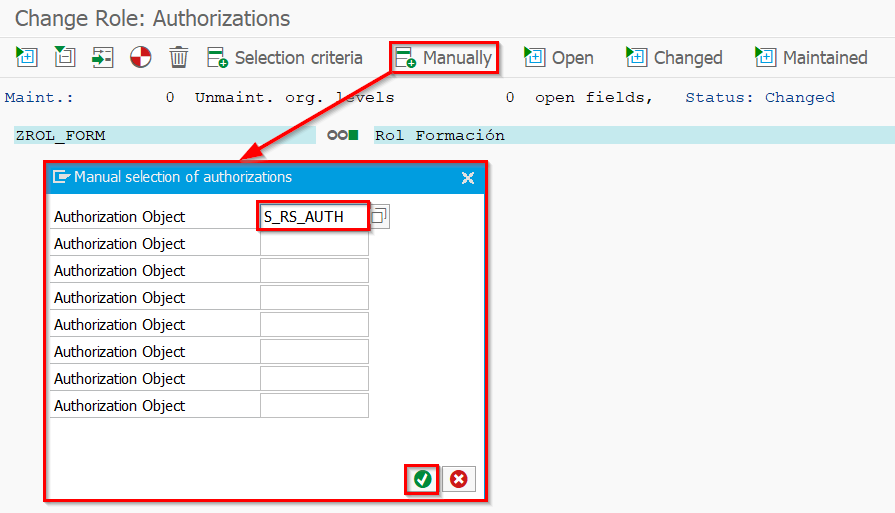 Change Role: Authorizations
Selection criteria Manually Open Changed Maintained
Maint.: 0 Unmaint. org. levels 0 open fields, Status: Changed
ZROL_FORM Rol Formación
Manual selection of authorizations
Authorization Object S_RS_AUTH
Authorization Object
Authorization Object
Authorization Object
Authorization Object
Authorization Object
Authorization Object
Authorization Object